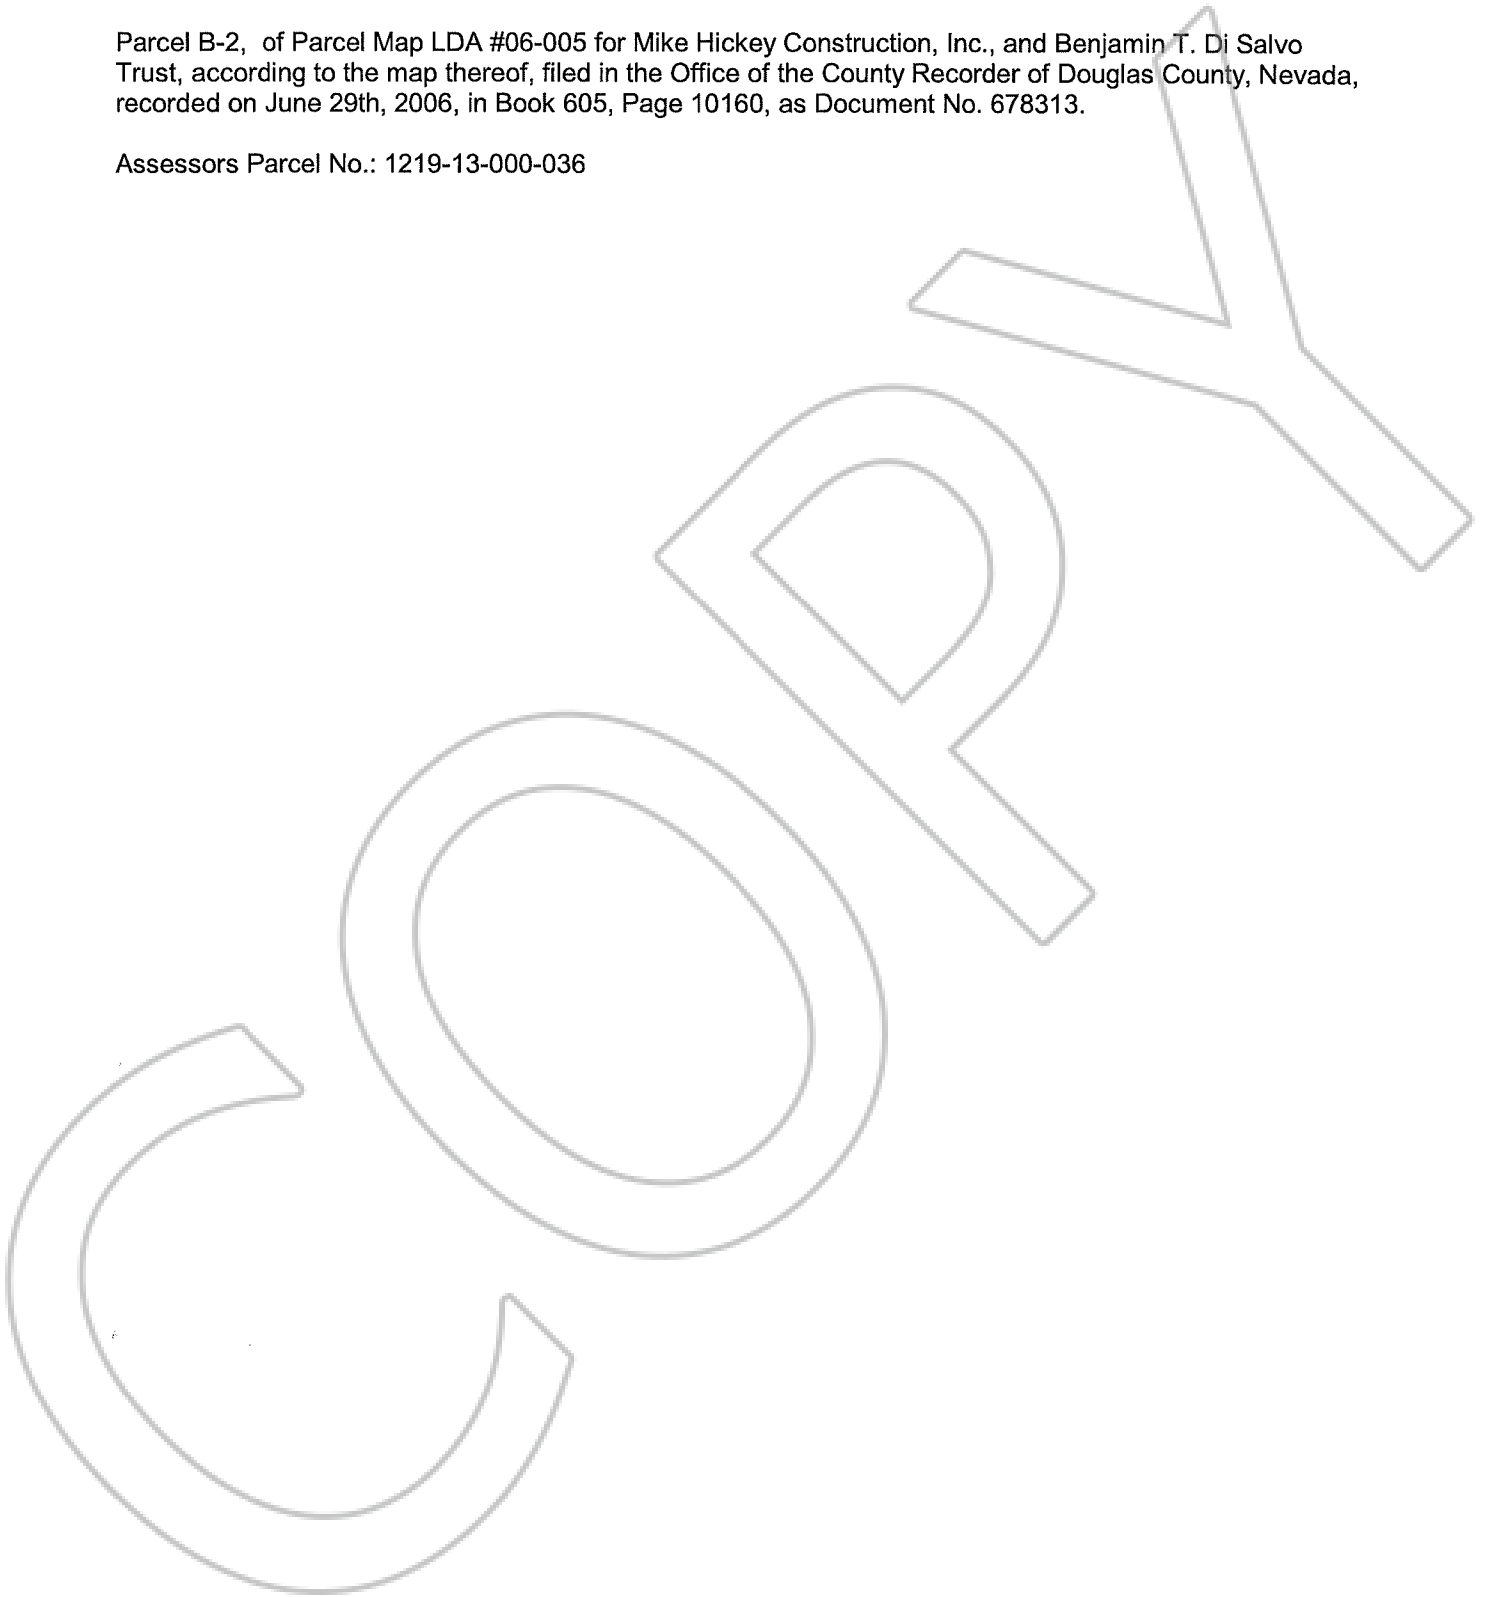 Parcel B-2,  of Parcel Map LDA #06-005 for Mike Hickey Construction, Inc., and Benjamin T. Di Salvo
Trust, according to the map thereof, filed in the Office of the County Recorder of Douglas County, Nevada,
recorded on June 29th, 2006, in Book 605, Page 10160, as Document No. 678313.
Assessors Parcel No.: 1219-13-000-036
COPY